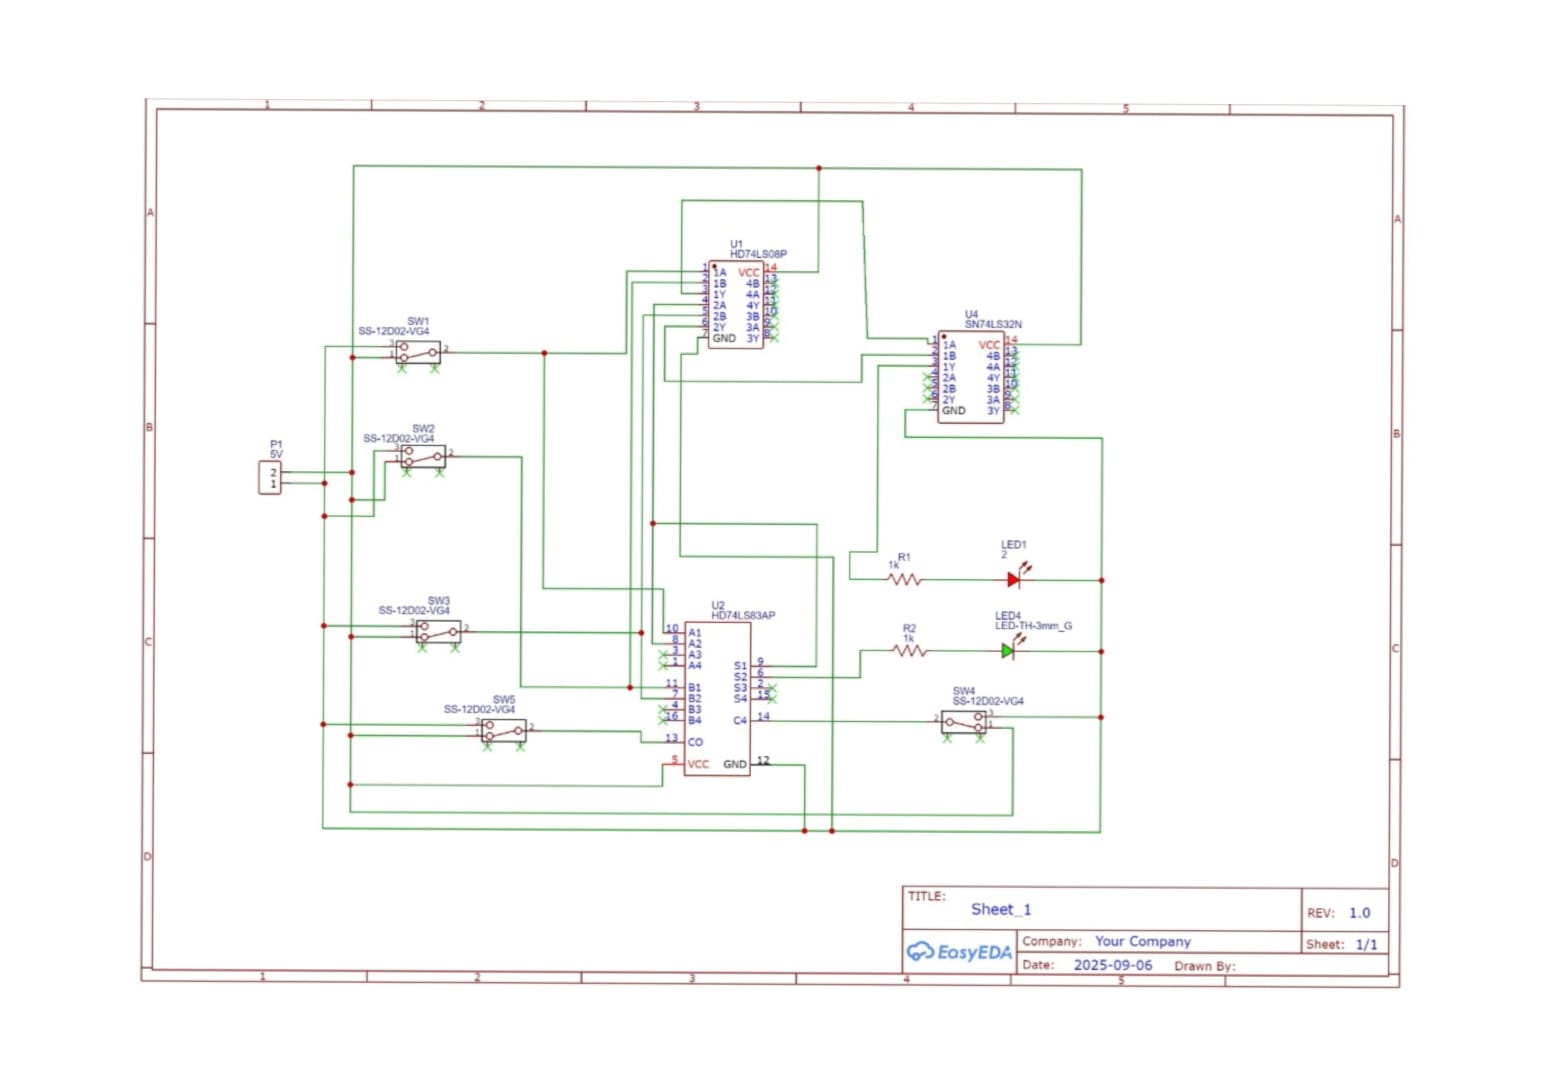 1 2 3 4 5
A A
U1
HD74LS08P
1 1A VCC 14
2 1B 4B 13
3 1Y 4A 12
4 2A 4Y 11
5 2B 3B 10
6 2Y 3A 9
7 GND 3Y 8
U4
SN74LS32N
1 1A VCC 14
2 1B 4B 13
3 1Y 4A 12
4 2A 4Y 11
5 2B 3B 10
6 2Y 3A 9
7 GND 3Y 8
SW1
SS-12D02-VG4
3
1 2
B B
SW2
SS-12D02-VG4
3
1 2
P1
5V
2
1
R1
1k
LED1
2
SW3
SS-12D02-VG4
3
1 2
U2
HD74LS83AP
10 A1
8 A2
3 A3
1 A4
S1 9
S2 6
11 B1 S3 2
7 B2 S4 15
4 B3
16 B4 C4 14
13 CO
5 VCC GND 12
R2
1k
LED4
LED-TH-3mm_G
C C
SW5
SS-12D02-VG4
3
1 2
SW4
SS-12D02-VG4
2 3
1
D D
TITLE:
Sheet_1
REV: 1.0
EasyEDA
Company: Your Company
Sheet: 1/1
Date: 2025-09-06 Drawn By:
1 2 3 4 5